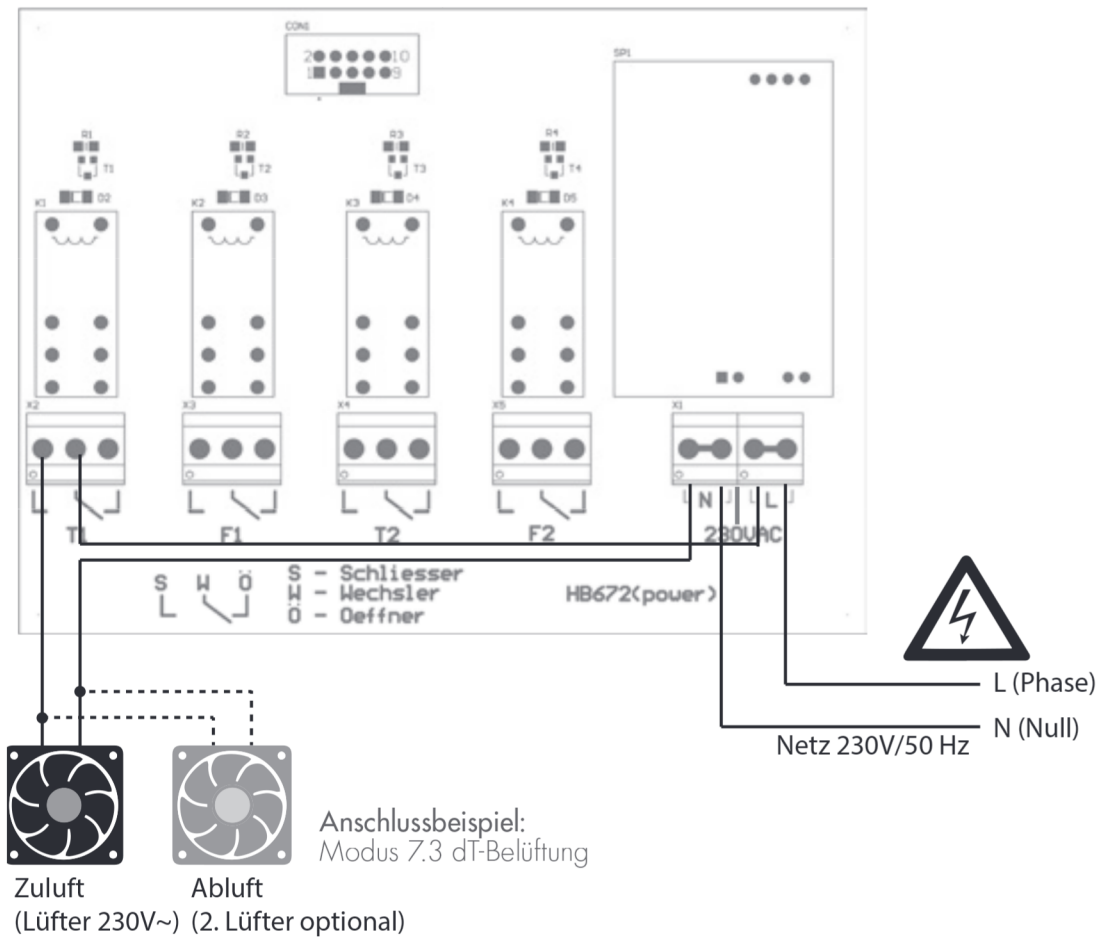 CON1
2 10
1 9
SP1
R1 R2 R3 R4
T1 T2 T3 T4
D2 D3 D4 D5
K1 K2 K3 K4
X2 X3 X4 X5 X1
N L
T1 F1 T2 F2 230VAC
S W Ö
S - Schliesser
W - Wechsler
Ö - Oeffner
HB672(power)
L (Phase)
N (Null)
Netz 230V/50 Hz
Anschlussbeispiel:
Modus 7.3 dT-Belüftung
Zuluft
(Lüfter 230V~)
Abluft
(2. Lüfter optional)